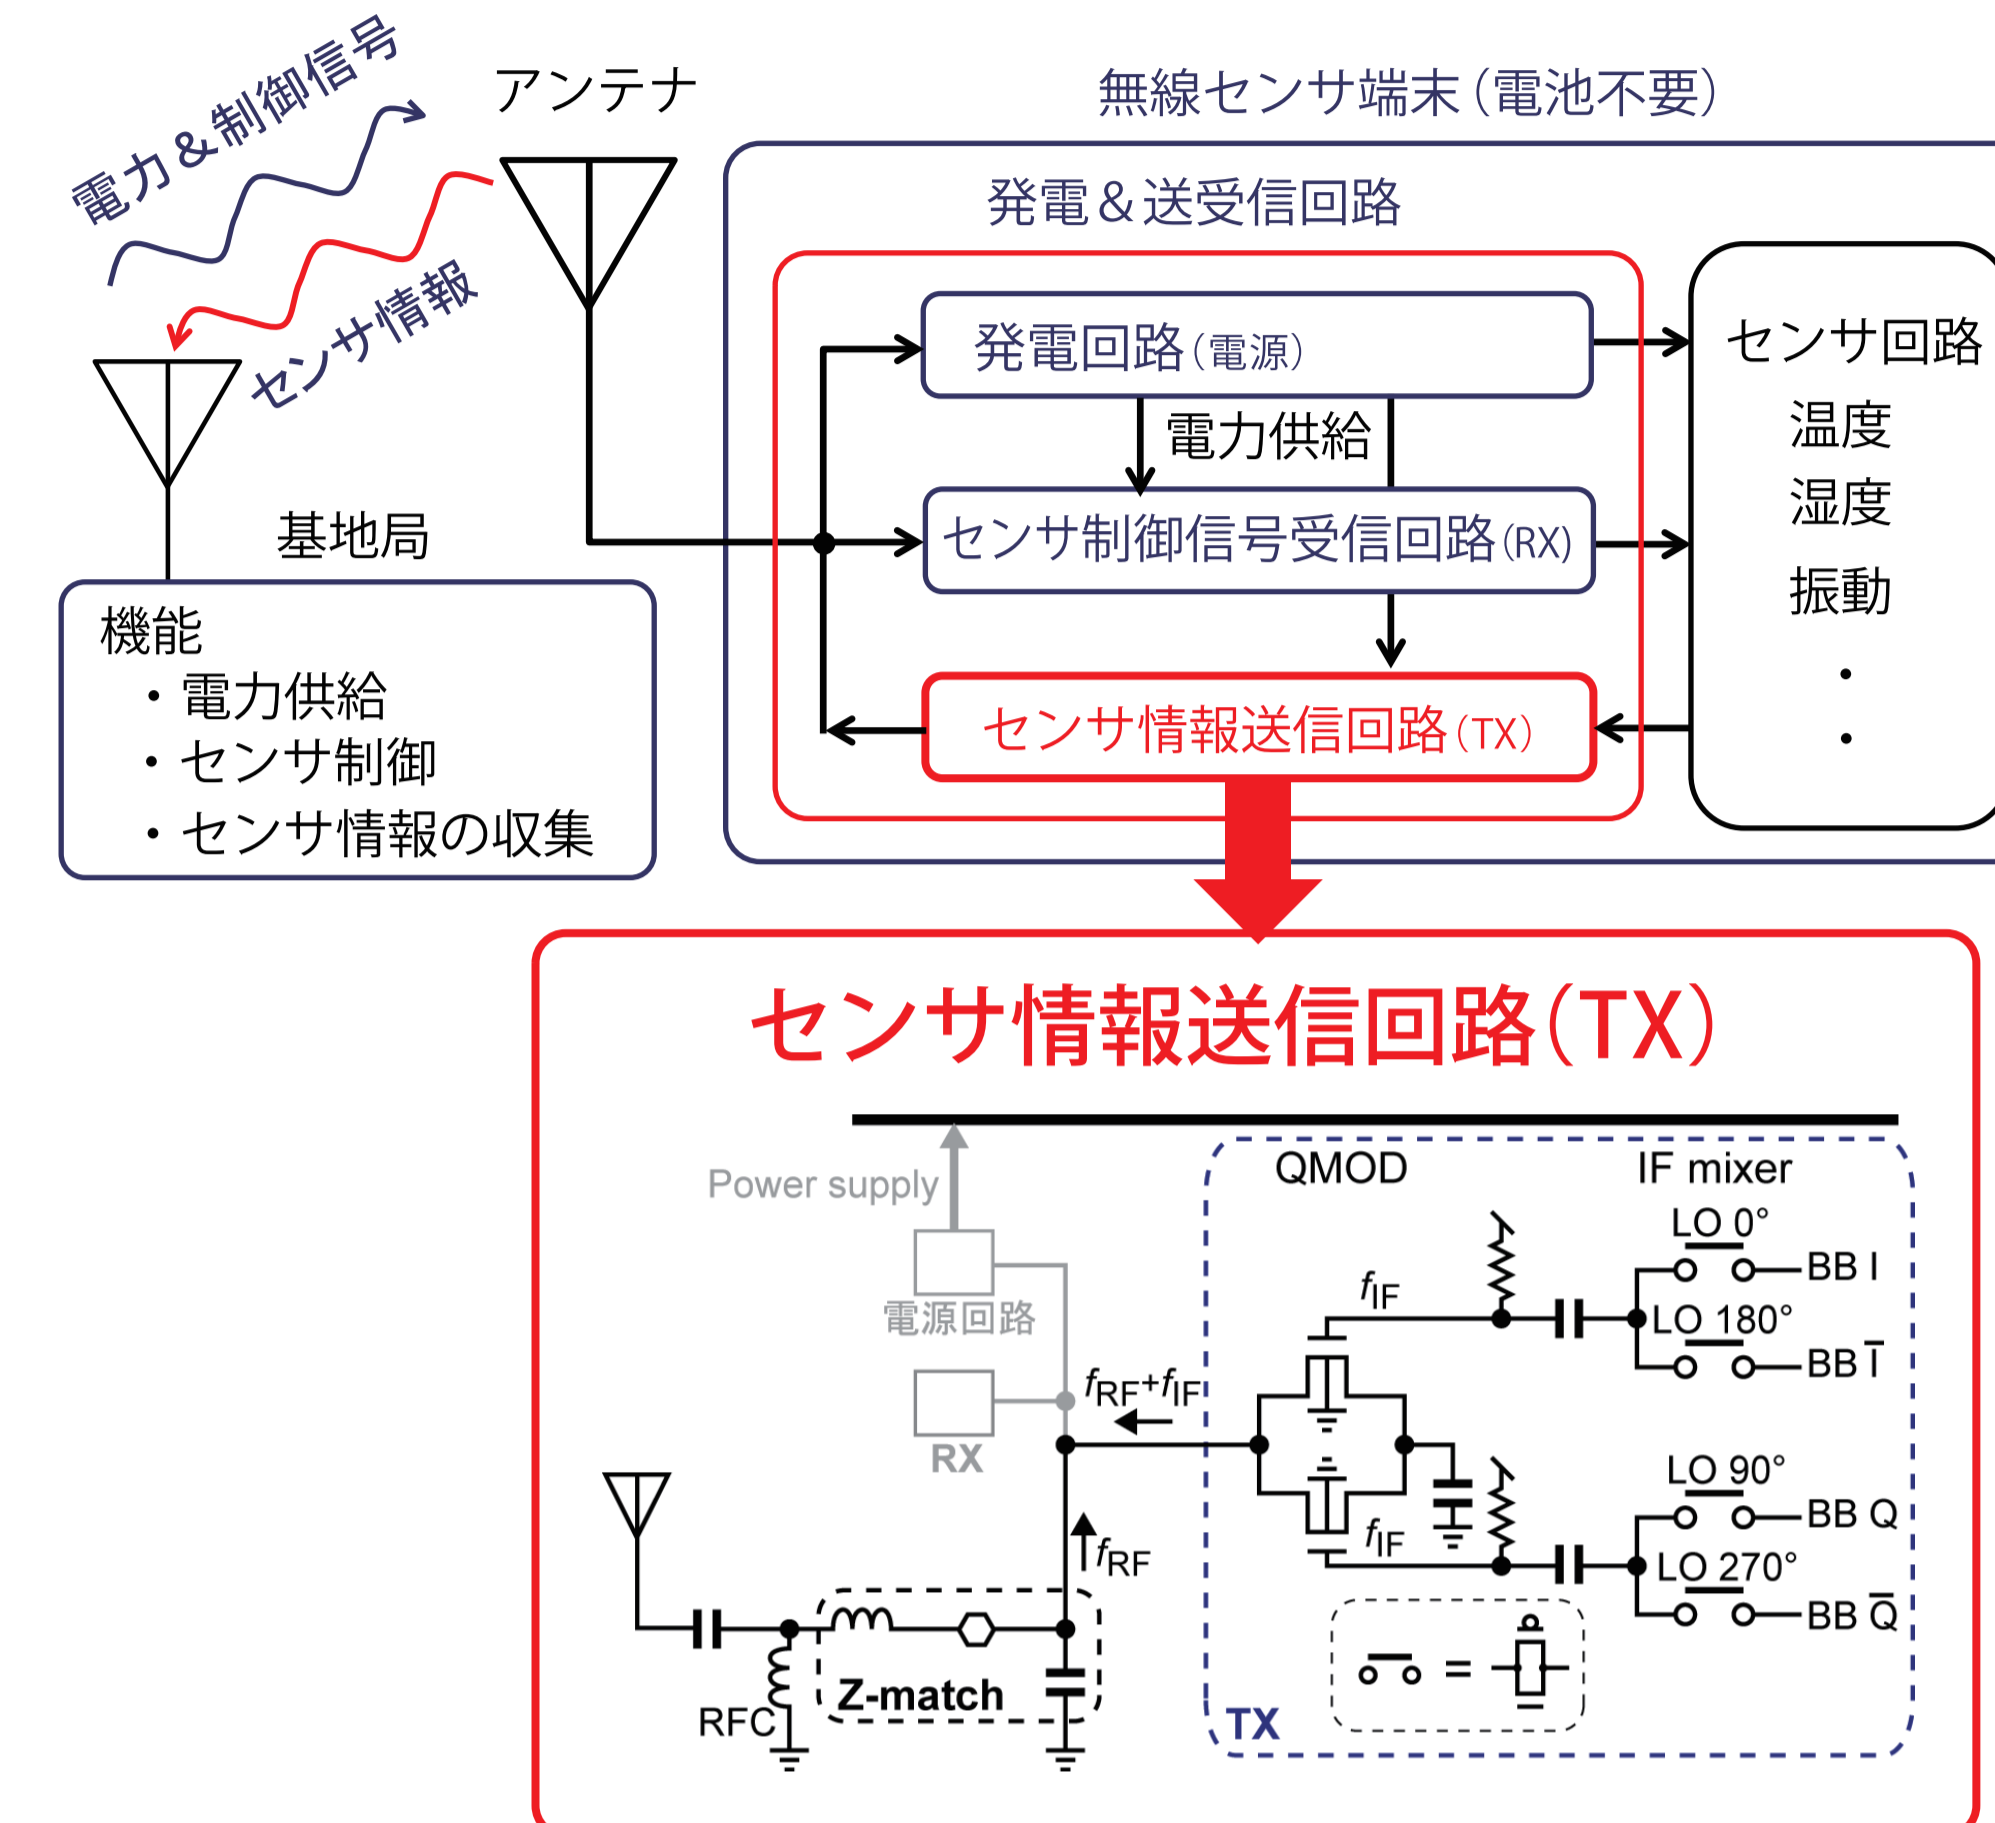 電力＆制御信号
センサ情報
アンテナ
基地局
機能
・電力供給
・センサ制御
・センサ情報の収集
無線センサ端末（電池不要）
発電＆送受信回路
発電回路（電源）
電力供給
センサ制御信号受信回路（RX）
センサ情報送信回路（TX）
センサ回路
温度
湿度
振動
・
・
センサ情報送信回路（TX）
Power supply
電源回路
RX
fRF+fIF
fRF
Z-match
RFC
QMOD
IF mixer
fIF
LO 0°
BB I
LO 180°
BB I̅
fIF
LO 90°
BB Q
LO 270°
BB Q̅
=
TX